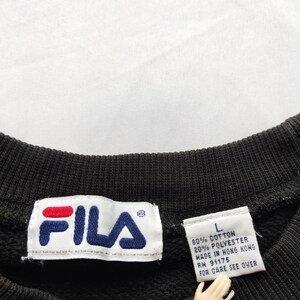 FILA®
L
80% COTTON
20% POLYESTER
MADE IN HONG KONG
RN 91175
FOR CARE SEE OVER